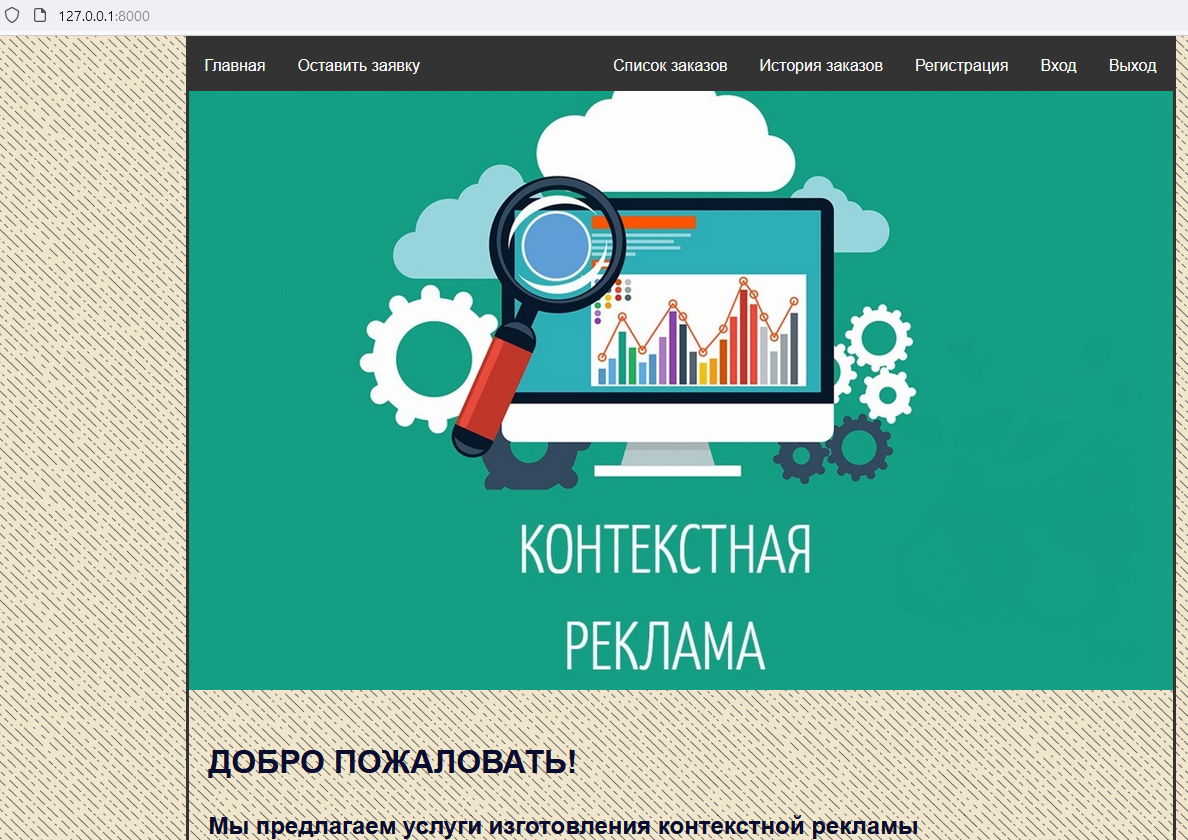 127.0.0.1:8000
Главная Оставить заявку Список заказов История заказов Регистрация Вход Выход
КОНТЕКСТНАЯ
РЕКЛАМА
ДОБРО ПОЖАЛОВАТЬ!
Мы предлагаем услуги изготовления контекстной рекламы